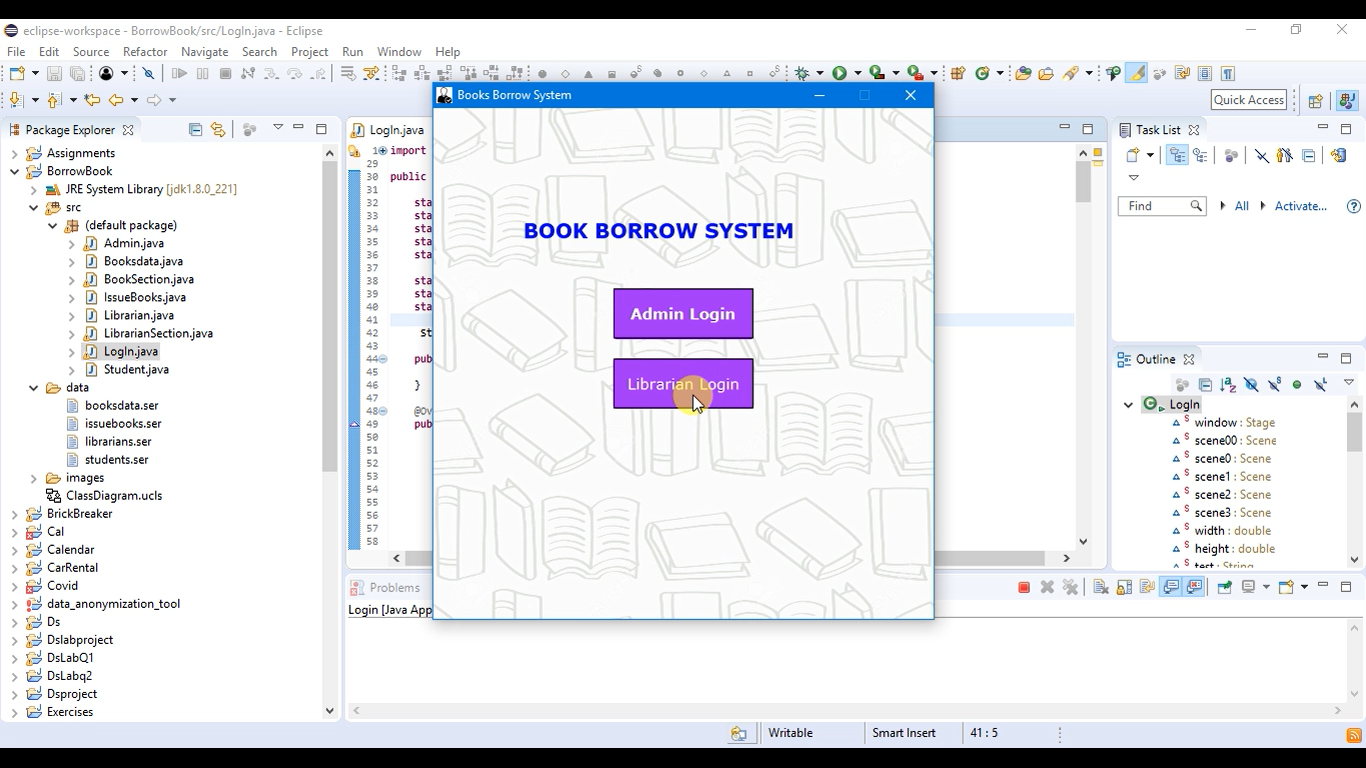 eclipse-workspace - BorrowBook/src/LogIn.java - Eclipse
File Edit Source Refactor Navigate Search Project Run Window Help
Quick Access
Package Explorer
Assignments
BorrowBook
JRE System Library [jdk1.8.0_221]
src
(default package)
Admin.java
Booksdata.java
BookSection.java
IssueBooks.java
Librarian.java
LibrarianSection.java
LogIn.java
Student.java
data
booksdata.ser
issuebooks.ser
librarians.ser
students.ser
images
ClassDiagram.ucls
BrickBreaker
Cal
Calendar
CarRental
Covid
data_anonymization_tool
Ds
Dslabproject
DsLabQ1
DsLabq2
Dsproject
Exercises
LogIn.java
1 import
29
30 public
31
32 sta
33 sta
34 sta
35 sta
36 sta
37
38 sta
39 sta
40 sta
41
42 St
43
44 pub
45
46 }
47
48 @Ov
49 pub
50
51
52
53
54
55
56
57
58
Books Borrow System
BOOK BORROW SYSTEM
Admin Login
Librarian Login
Task List
Find All Activate...
Outline
LogIn
window : Stage
scene00 : Scene
scene0 : Scene
scene1 : Scene
scene2 : Scene
scene3 : Scene
width : double
height : double
test : String
Problems
Login [Java App
Writable Smart Insert 41 : 5